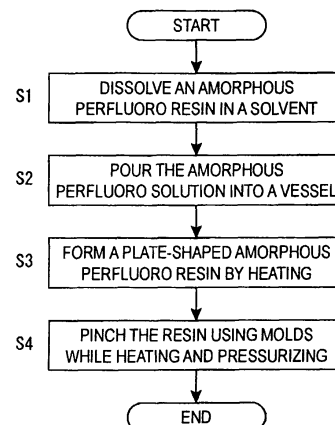 START
S1
DISSOLVE AN AMORPHOUS
PERFLUORO RESIN IN A SOLVENT
S2
POUR THE AMORPHOUS
PERFLUORO SOLUTION INTO A VESSEL
S3
FORM A PLATE-SHAPED AMORPHOUS
PERFLUORO RESIN BY HEATING
S4
PINCH THE RESIN USING MOLDS
WHILE HEATING AND PRESSURIZING
END